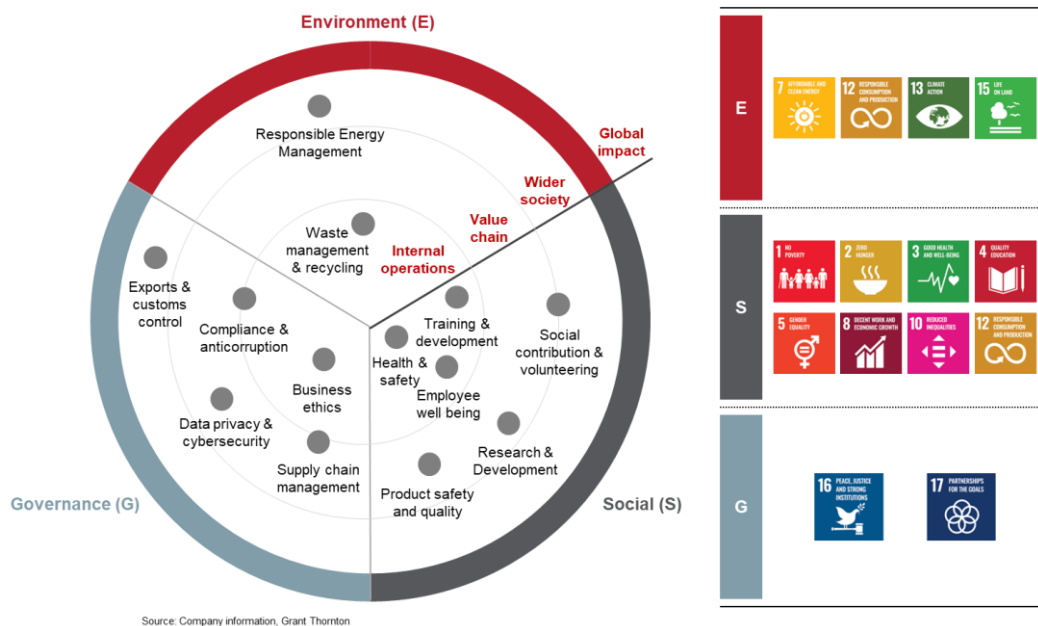 Environment (E)
Responsible Energy
Management
Global
impact
Wider
society
Value
chain
Internal
operations
Waste
management
& recycling
Exports &
customs
control
Compliance &
anticorruption
Business
ethics
Data privacy &
cybersecurity
Supply chain
management
Training &
development
Health &
safety
Employee
well being
Social
contribution &
volunteering
Research &
Development
Product safety
and quality
Governance (G)
Social (S)
Source: Company information, Grant Thornton
E
7 AFFORDABLE AND
CLEAN ENERGY
12 RESPONSIBLE
CONSUMPTION
AND PRODUCTION
13 CLIMATE
ACTION
15 LIFE
ON LAND
S
1 NO
POVERTY
2 ZERO
HUNGER
3 GOOD HEALTH
AND WELL-BEING
4 QUALITY
EDUCATION
5 GENDER
EQUALITY
8 DECENT WORK AND
ECONOMIC GROWTH
10 REDUCED
INEQUALITIES
12 RESPONSIBLE
CONSUMPTION
AND PRODUCTION
G
16 PEACE, JUSTICE
AND STRONG
INSTITUTIONS
17 PARTNERSHIPS
FOR THE GOALS